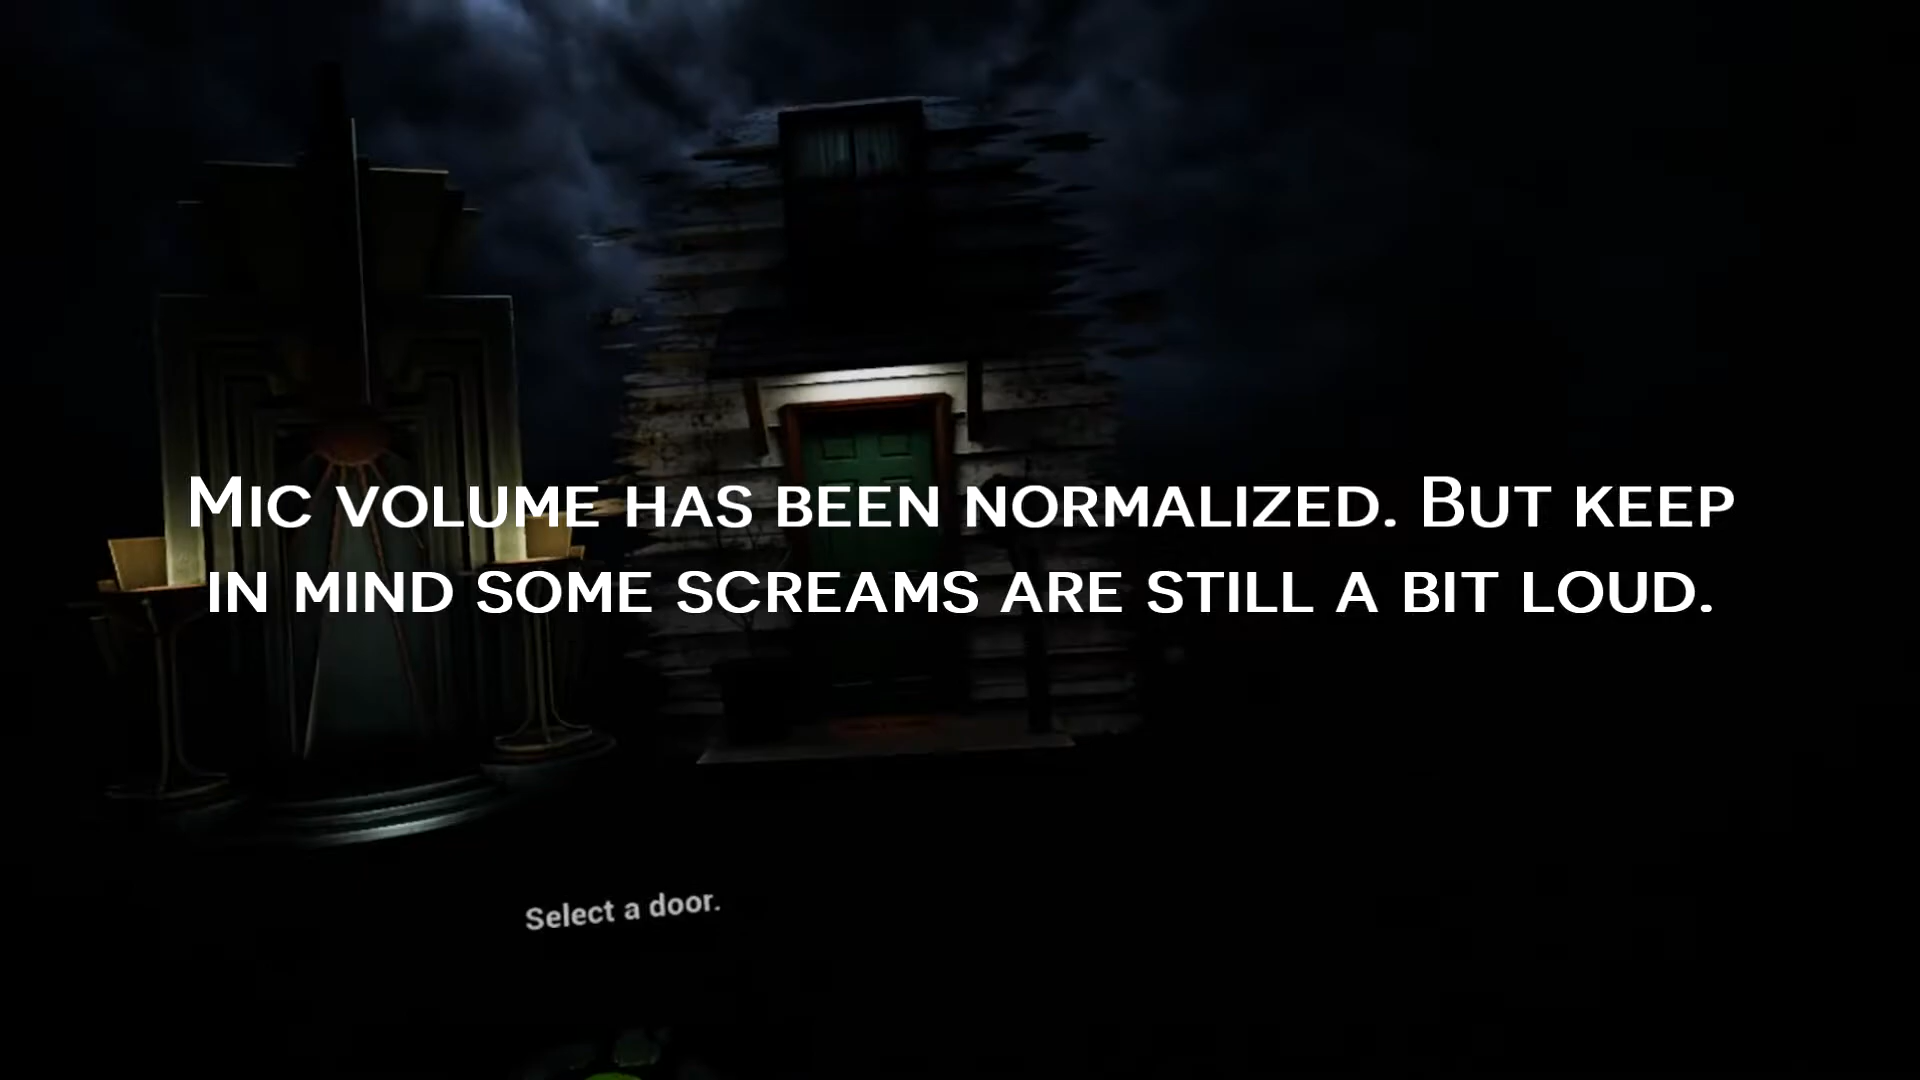 Mic volume has been normalized. But keep
in mind some screams are still a bit loud.
Select a door.